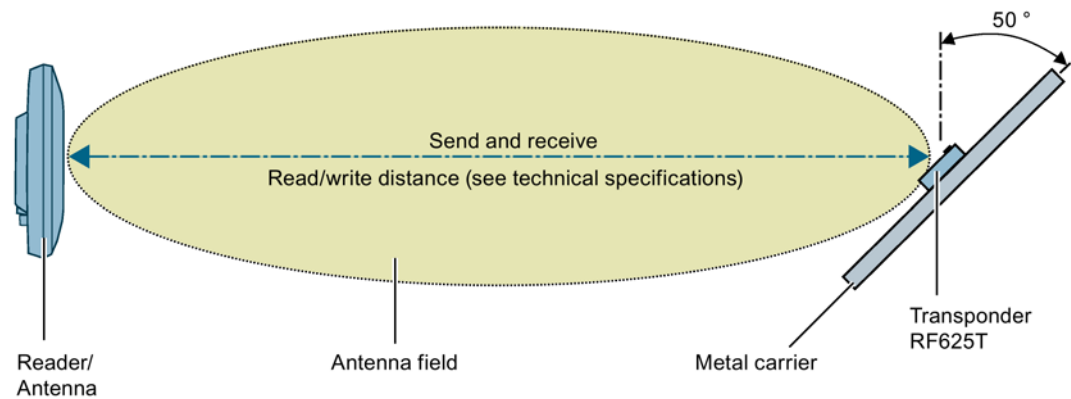 50 °
Send and receive
Read/write distance (see technical specifications)
Reader/
Antenna
Antenna field
Metal carrier
Transponder
RF625T